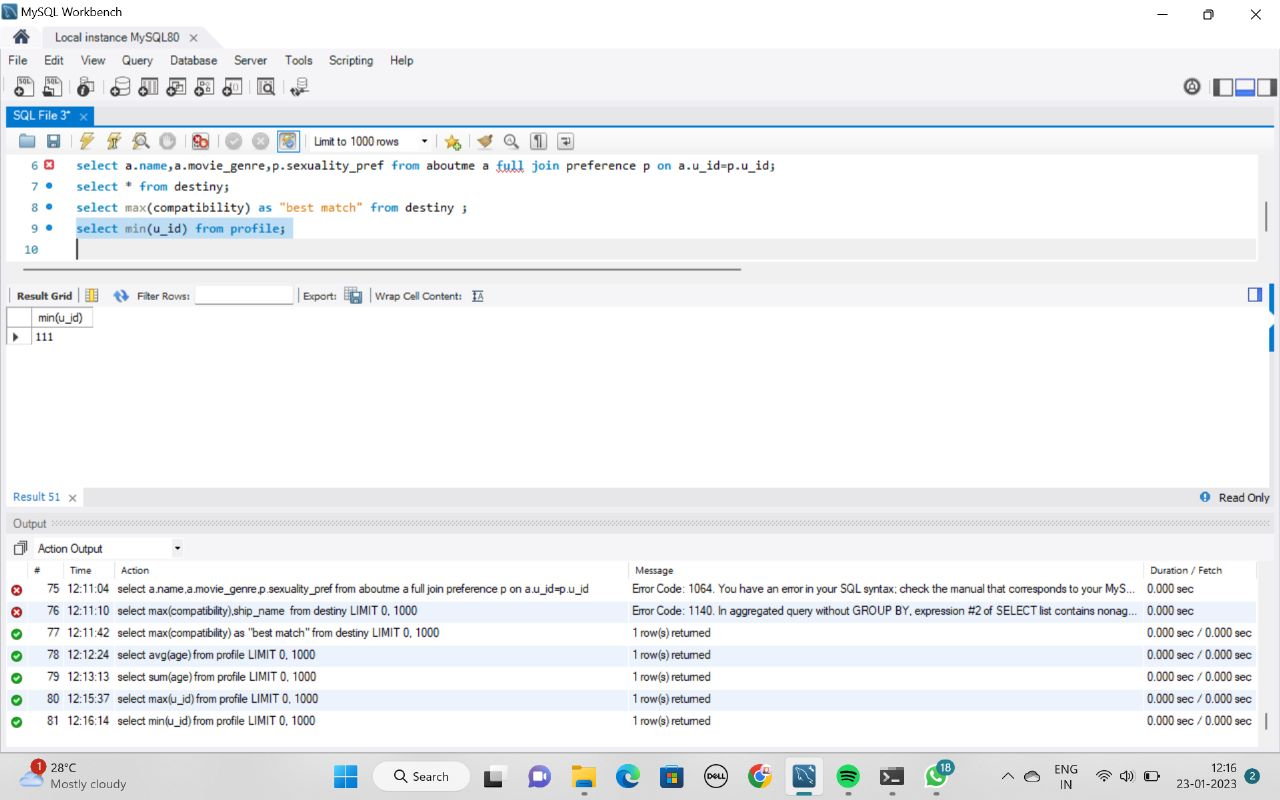 MySQL Workbench
Local instance MySQL80
File Edit View Query Database Server Tools Scripting Help
SQL File 3*
Limit to 1000 rows
6 select a.name,a.movie_genre,p.sexuality_pref from aboutme a full join preference p on a.u_id=p.u_id;
7 select * from destiny;
8 select max(compatibility) as "best match" from destiny ;
9 select min(u_id) from profile;
10
Result Grid Filter Rows: Export: Wrap Cell Content:
min(u_id)
111
Result 51 Read Only
Output
Action Output
# Time Action Message Duration / Fetch
75 12:11:04 select a.name,a.movie_genre,p.sexuality_pref from aboutme a full join preference p on a.u_id=p.u_id Error Code: 1064. You have an error in your SQL syntax; check the manual that corresponds to your MyS... 0.000 sec
76 12:11:10 select max(compatibility),ship_name from destiny LIMIT 0, 1000 Error Code: 1140. In aggregated query without GROUP BY, expression #2 of SELECT list contains nonag... 0.000 sec
77 12:11:42 select max(compatibility) as "best match" from destiny LIMIT 0, 1000 1 row(s) returned 0.000 sec / 0.000 sec
78 12:12:24 select avg(age) from profile LIMIT 0, 1000 1 row(s) returned 0.000 sec / 0.000 sec
79 12:13:13 select sum(age) from profile LIMIT 0, 1000 1 row(s) returned 0.000 sec / 0.000 sec
80 12:15:37 select max(u_id) from profile LIMIT 0, 1000 1 row(s) returned 0.000 sec / 0.000 sec
81 12:16:14 select min(u_id) from profile LIMIT 0, 1000 1 row(s) returned 0.000 sec / 0.000 sec
1 28°C
Mostly cloudy
Search
DELL
18
ENG
IN
12:16
23-01-2023
2